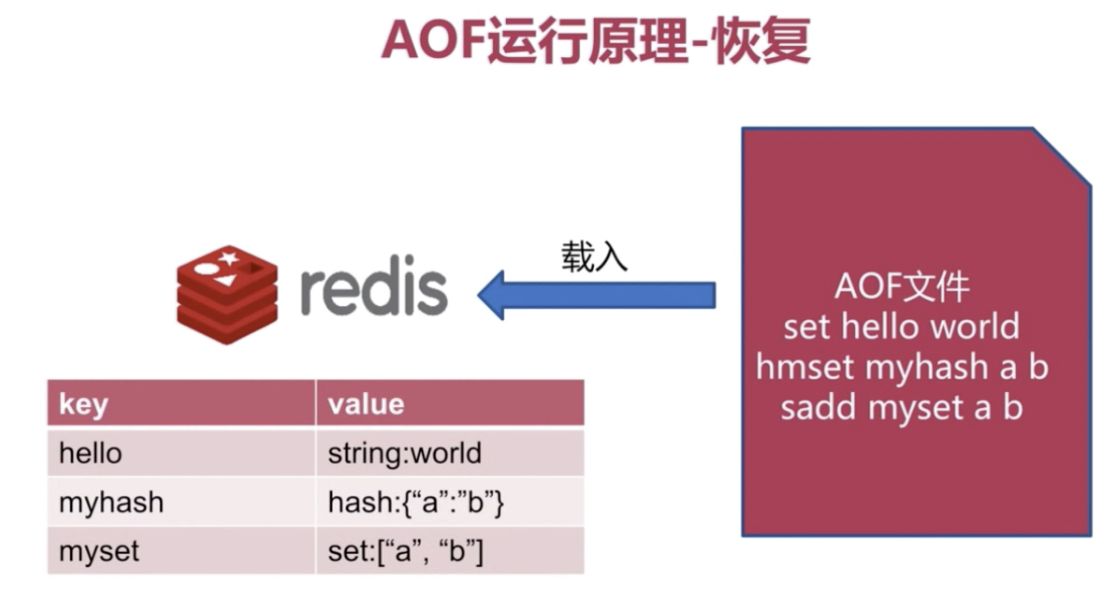 AOF运行原理-恢复
载入
redis
AOF文件
set hello world
hmset myhash a b
sadd myset a b
key value
hello string:world
myhash hash:{“a”:”b”}
myset set:[“a”, “b”]